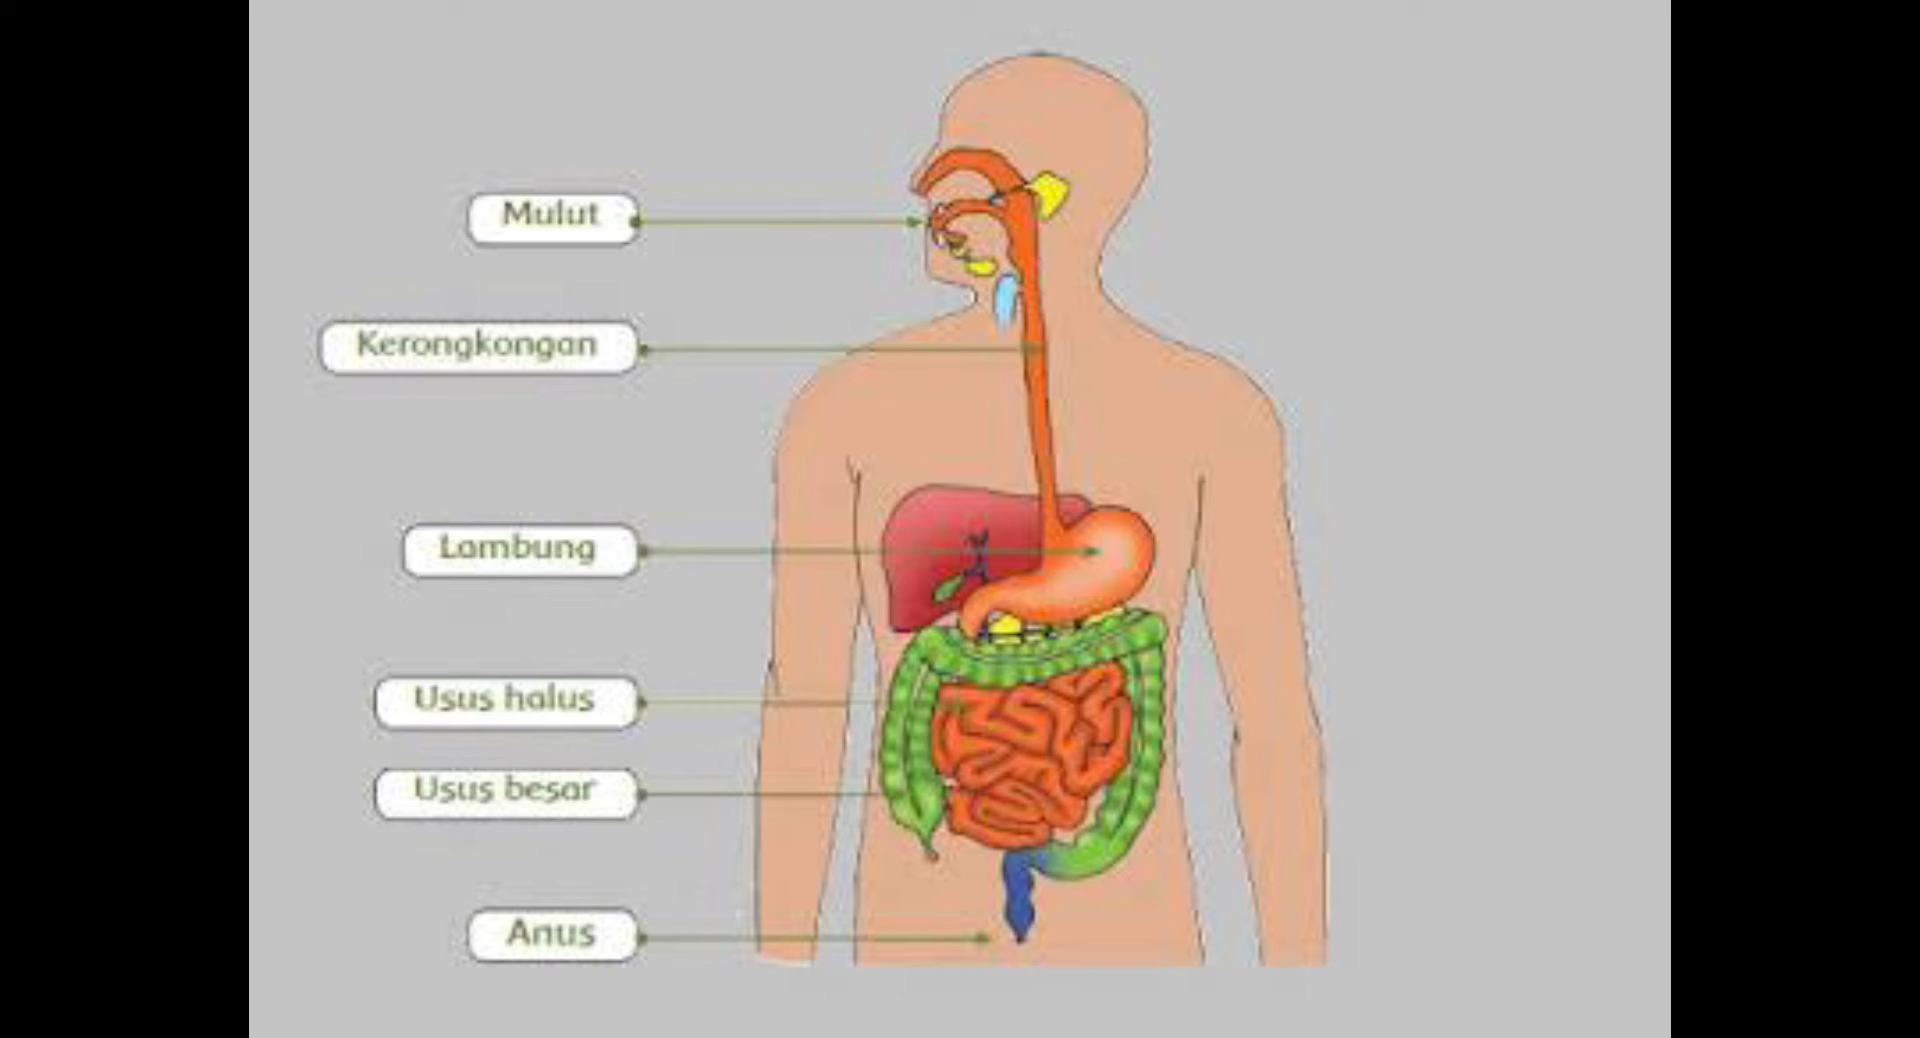 Mulut
Kerongkongan
Lambung
Usus halus
Usus besar
Anus